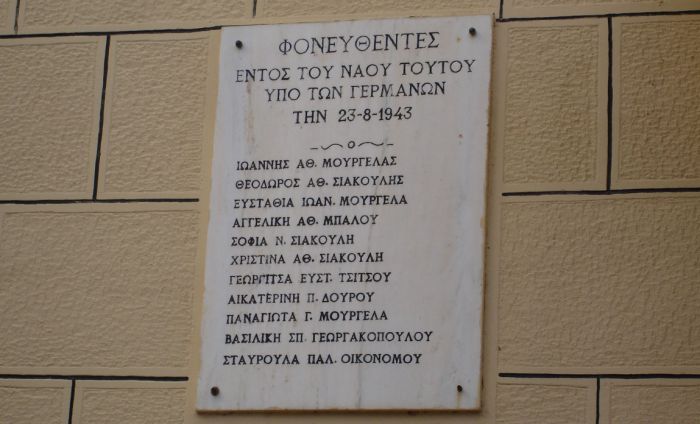 ΦΟΝΕΥΘΕΝΤΕΣ
ΕΝΤΟΣ ΤΟΥ ΝΑΟΥ ΤΟΥΤΟΥ
ΥΠΟ ΤΩΝ ΓΕΡΜΑΝΩΝ
ΤΗΝ 23-8-1943
ΙΩΑΝΝΗΣ ΑΘ. ΜΟΥΡΓΕΛΑΣ
ΘΕΟΔΩΡΟΣ ΑΘ. ΣΙΑΚΟΥΛΗΣ
ΕΥΣΤΑΘΙΑ ΙΩΑΝ. ΜΟΥΡΓΕΛΑ
ΑΓΓΕΛΙΚΗ ΑΘ. ΜΠΑΛΟΥ
ΣΟΦΙΑ Ν. ΣΙΑΚΟΥΛΗ
ΧΡΙΣΤΙΝΑ ΑΘ. ΣΙΑΚΟΥΛΗ
ΓΕΩΡΓΙΤΣΑ ΕΥΣΤ. ΤΣΙΤΣΟΥ
ΑΙΚΑΤΕΡΙΝΗ Π. ΔΟΥΡΟΥ
ΠΑΝΑΓΙΩΤΑ Γ. ΜΟΥΡΓΕΛΑ
ΒΑΣΙΛΙΚΗ ΣΠ. ΓΕΩΡΓΑΚΟΠΟΥΛΟΥ
ΣΤΑΥΡΟΥΛΑ ΠΑΛ. ΟΙΚΟΝΟΜΟΥ